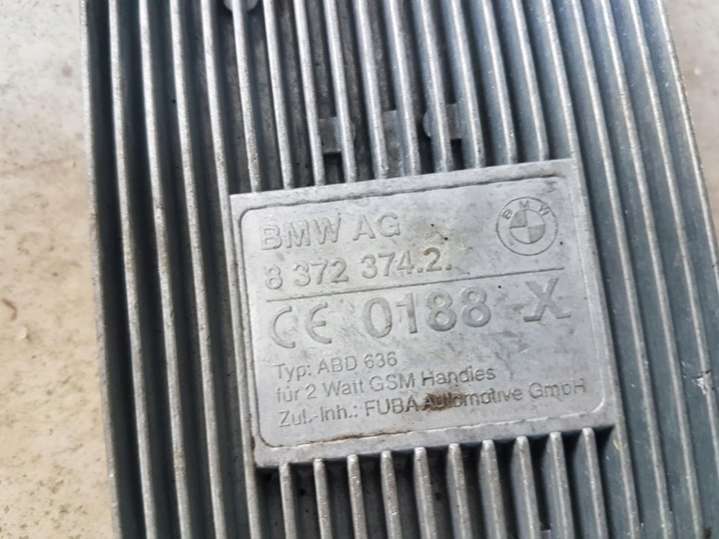 BMW AG
BMW
8 372 374.2.
CE 0188 X
Typ: ABD 636
für 2 Watt GSM Handies
Zul.-Inh.: FUBA Automotive GmbH